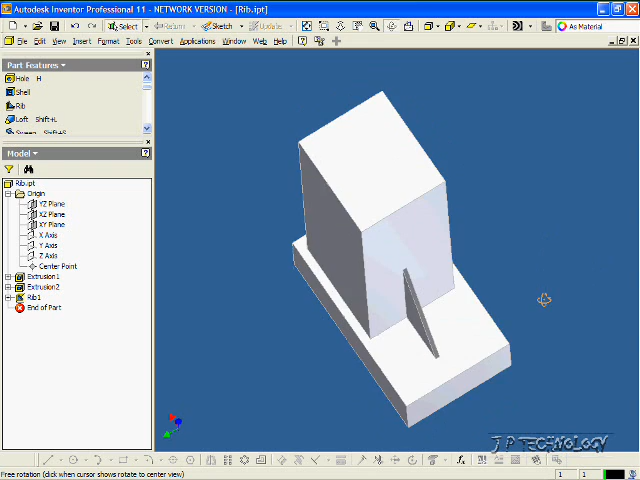 Autodesk Inventor Professional 11 - NETWORK VERSION - [Rib.ipt]
Select Return Sketch Update As Material
File Edit View Insert Format Tools Convert Applications Window Web Help
Part Features
Hole H
Shell
Rib
Loft Shift+L
Sweep Shift+S
Model
Rib.ipt
Origin
YZ Plane
XZ Plane
XY Plane
X Axis
Y Axis
Z Axis
Center Point
Extrusion1
Extrusion2
Rib1
End of Part
J P TECHNOLOGY
Free rotation (click when cursor shows rotate to center view)
1 1